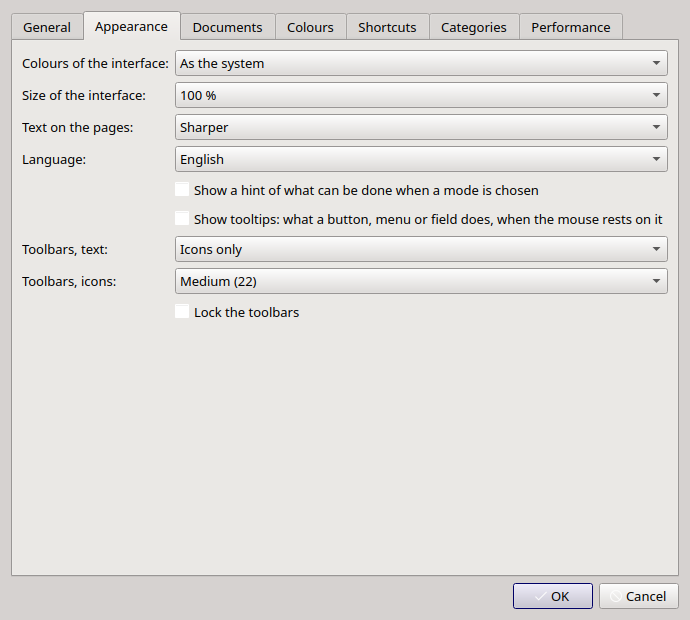 General Appearance Documents Colours Shortcuts Categories Performance
Colours of the interface: As the system
Size of the interface: 100 %
Text on the pages: Sharper
Language: English
Show a hint of what can be done when a mode is chosen
Show tooltips: what a button, menu or field does, when the mouse rests on it
Toolbars, text: Icons only
Toolbars, icons: Medium (22)
Lock the toolbars
OK Cancel